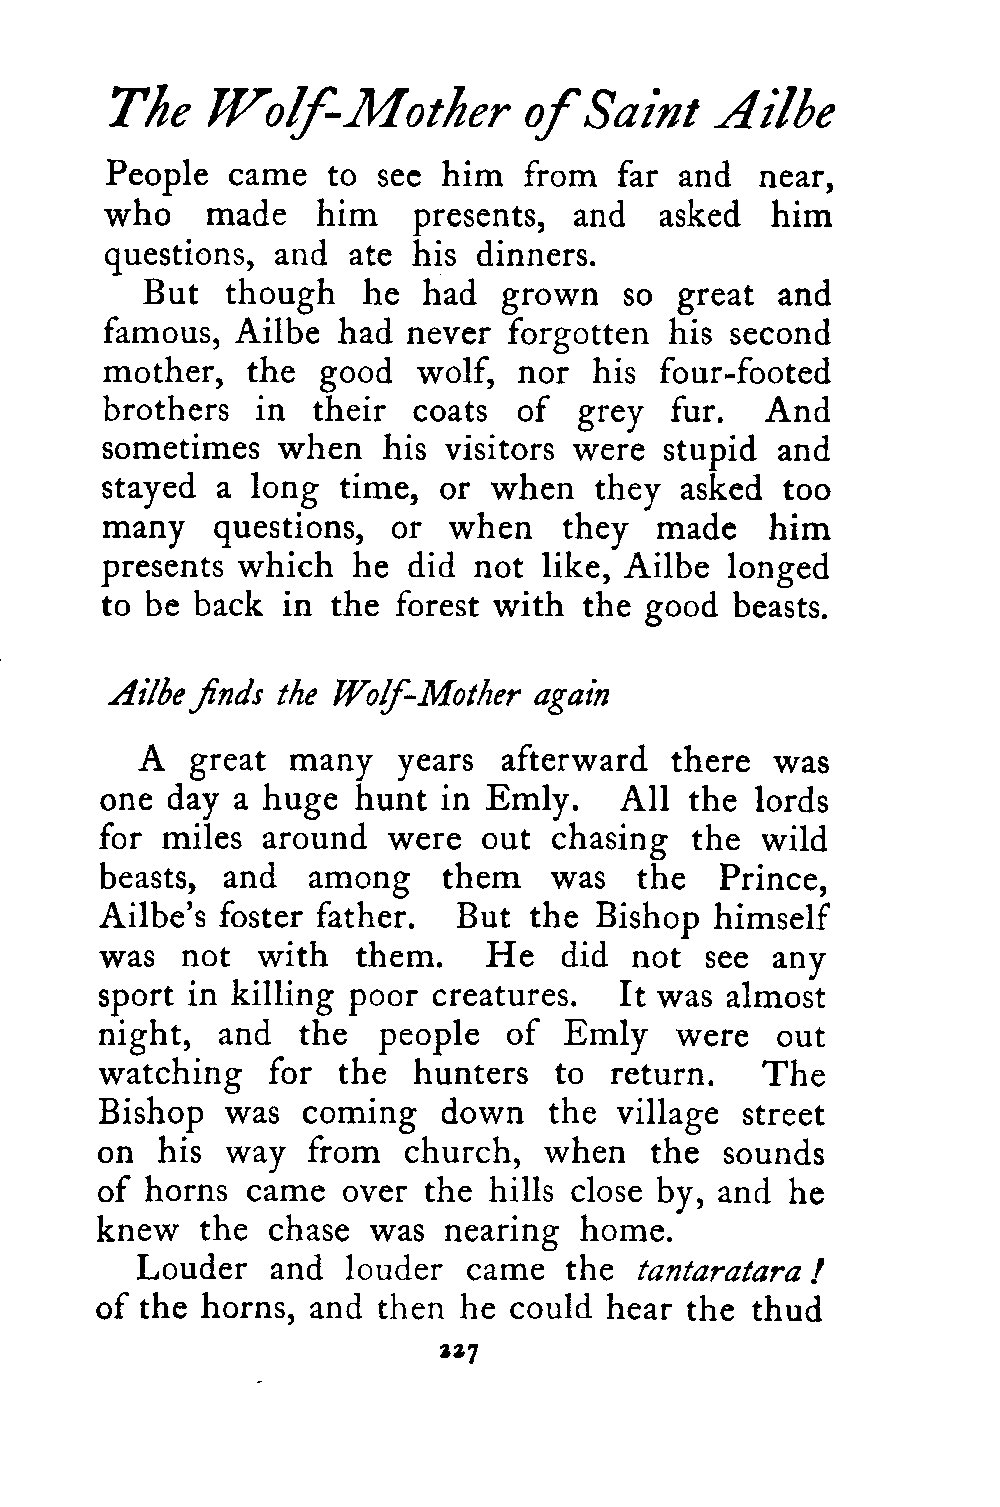 The Wolf-Mother of Saint Ailbe
People came to see him from far and near,
who made him presents, and asked him
questions, and ate his dinners.
But though he had grown so great and
famous, Ailbe had never forgotten his second
mother, the good wolf, nor his four-footed
brothers in their coats of grey fur. And
sometimes when his visitors were stupid and
stayed a long time, or when they asked too
many questions, or when they made him
presents which he did not like, Ailbe longed
to be back in the forest with the good beasts.
Ailbe finds the Wolf-Mother again
A great many years afterward there was
one day a huge hunt in Emly. All the lords
for miles around were out chasing the wild
beasts, and among them was the Prince,
Ailbe's foster father. But the Bishop himself
was not with them. He did not see any
sport in killing poor creatures. It was almost
night, and the people of Emly were out
watching for the hunters to return. The
Bishop was coming down the village street
on his way from church, when the sounds
of horns came over the hills close by, and he
knew the chase was nearing home.
Louder and louder came the tantaratara!
of the horns, and then he could hear the thud
227